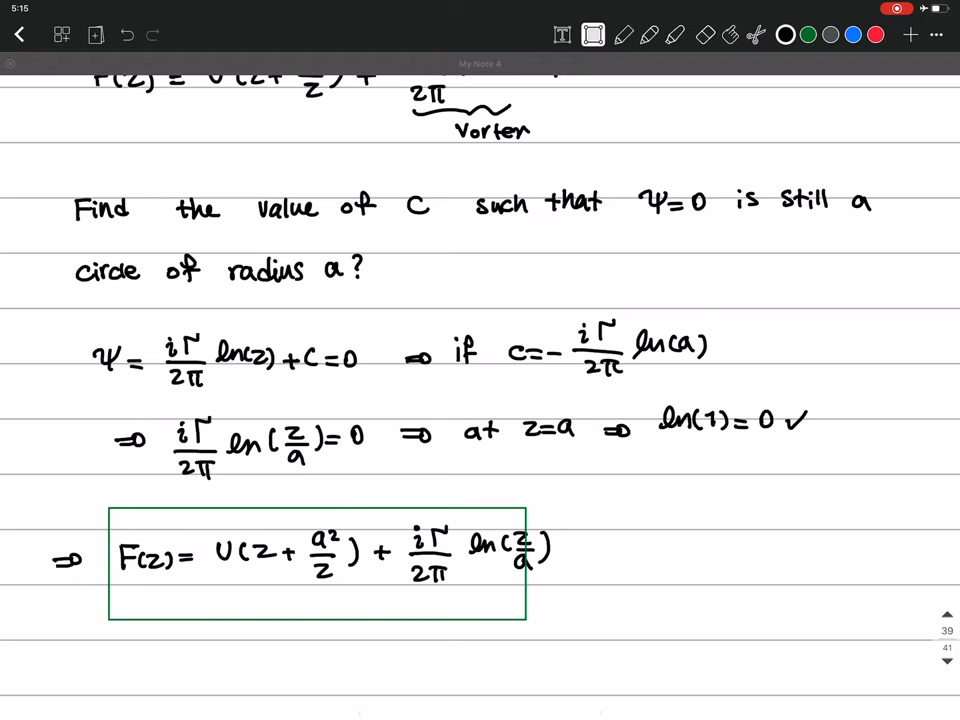 5:15
My Note 4
F(z) = U(z + /z) + /2π
Vortex
Find the value of C such that Ψ=0 is still a
circle of radius a?
Ψ = iΓ/2π ln(z) + C = 0 ⇒ if C = - iΓ/2π ln(a)
⇒ iΓ/2π ln(z/a) = 0 ⇒ at z=a ⇒ ln(1) = 0 ✓
⇒ F(z) = U(z + a²/z) + iΓ/2π ln(z/a)
39
41